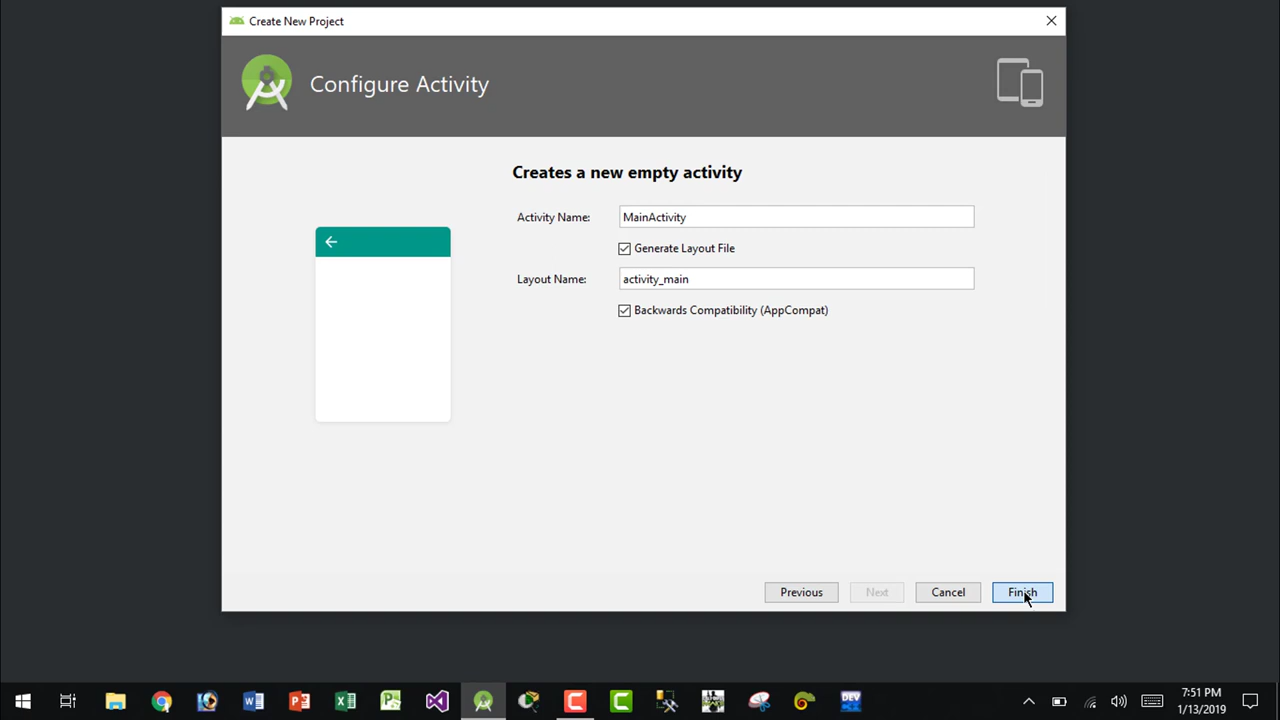 Create New Project
Configure Activity
Creates a new empty activity
Activity Name: MainActivity
Generate Layout File
Layout Name: activity_main
Backwards Compatibility (AppCompat)
Previous Next Cancel Finish
DEV
7:51 PM
1/13/2019